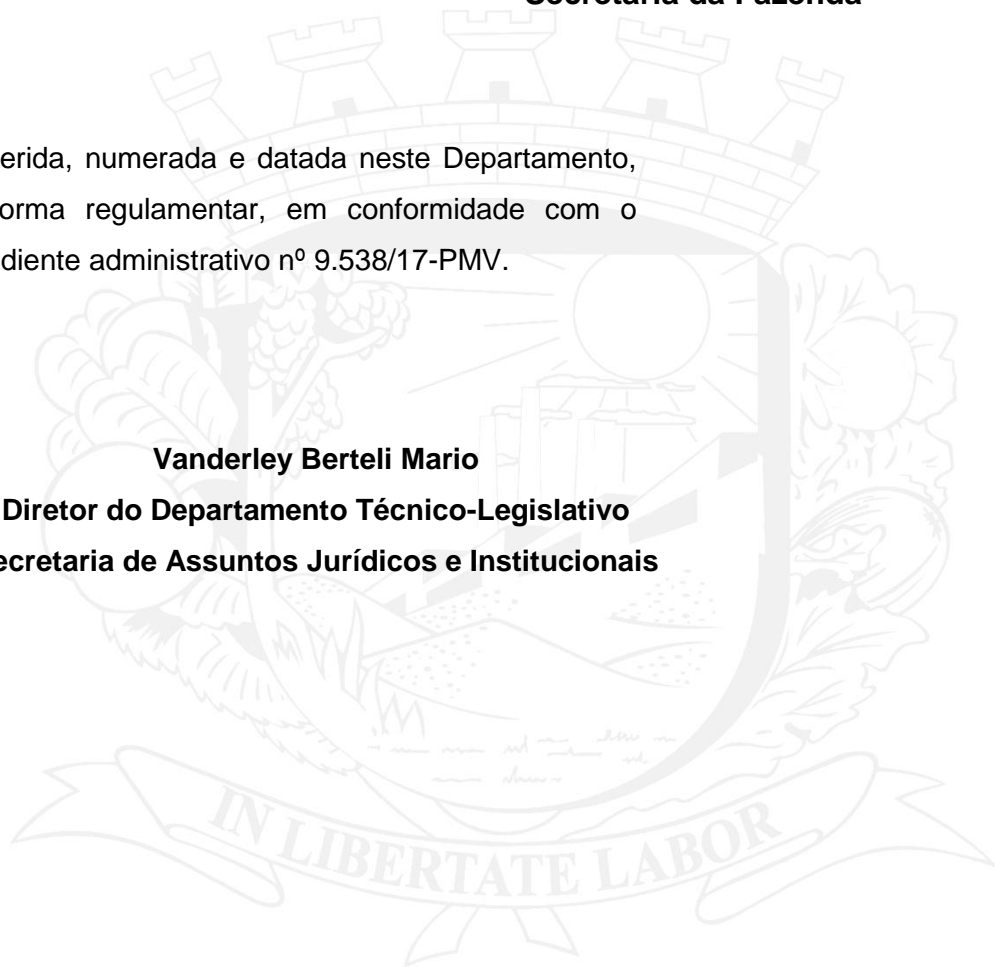 Secretaria da Fazenda
erida, numerada e datada neste Departamento,
orma regulamentar, em conformidade com o
diente administrativo nº 9.538/17-PMV.
Vanderley Berteli Mario
Diretor do Departamento Técnico-Legislativo
ecretaria de Assuntos Jurídicos e Institucionais
IN LIBERTATE LABOR